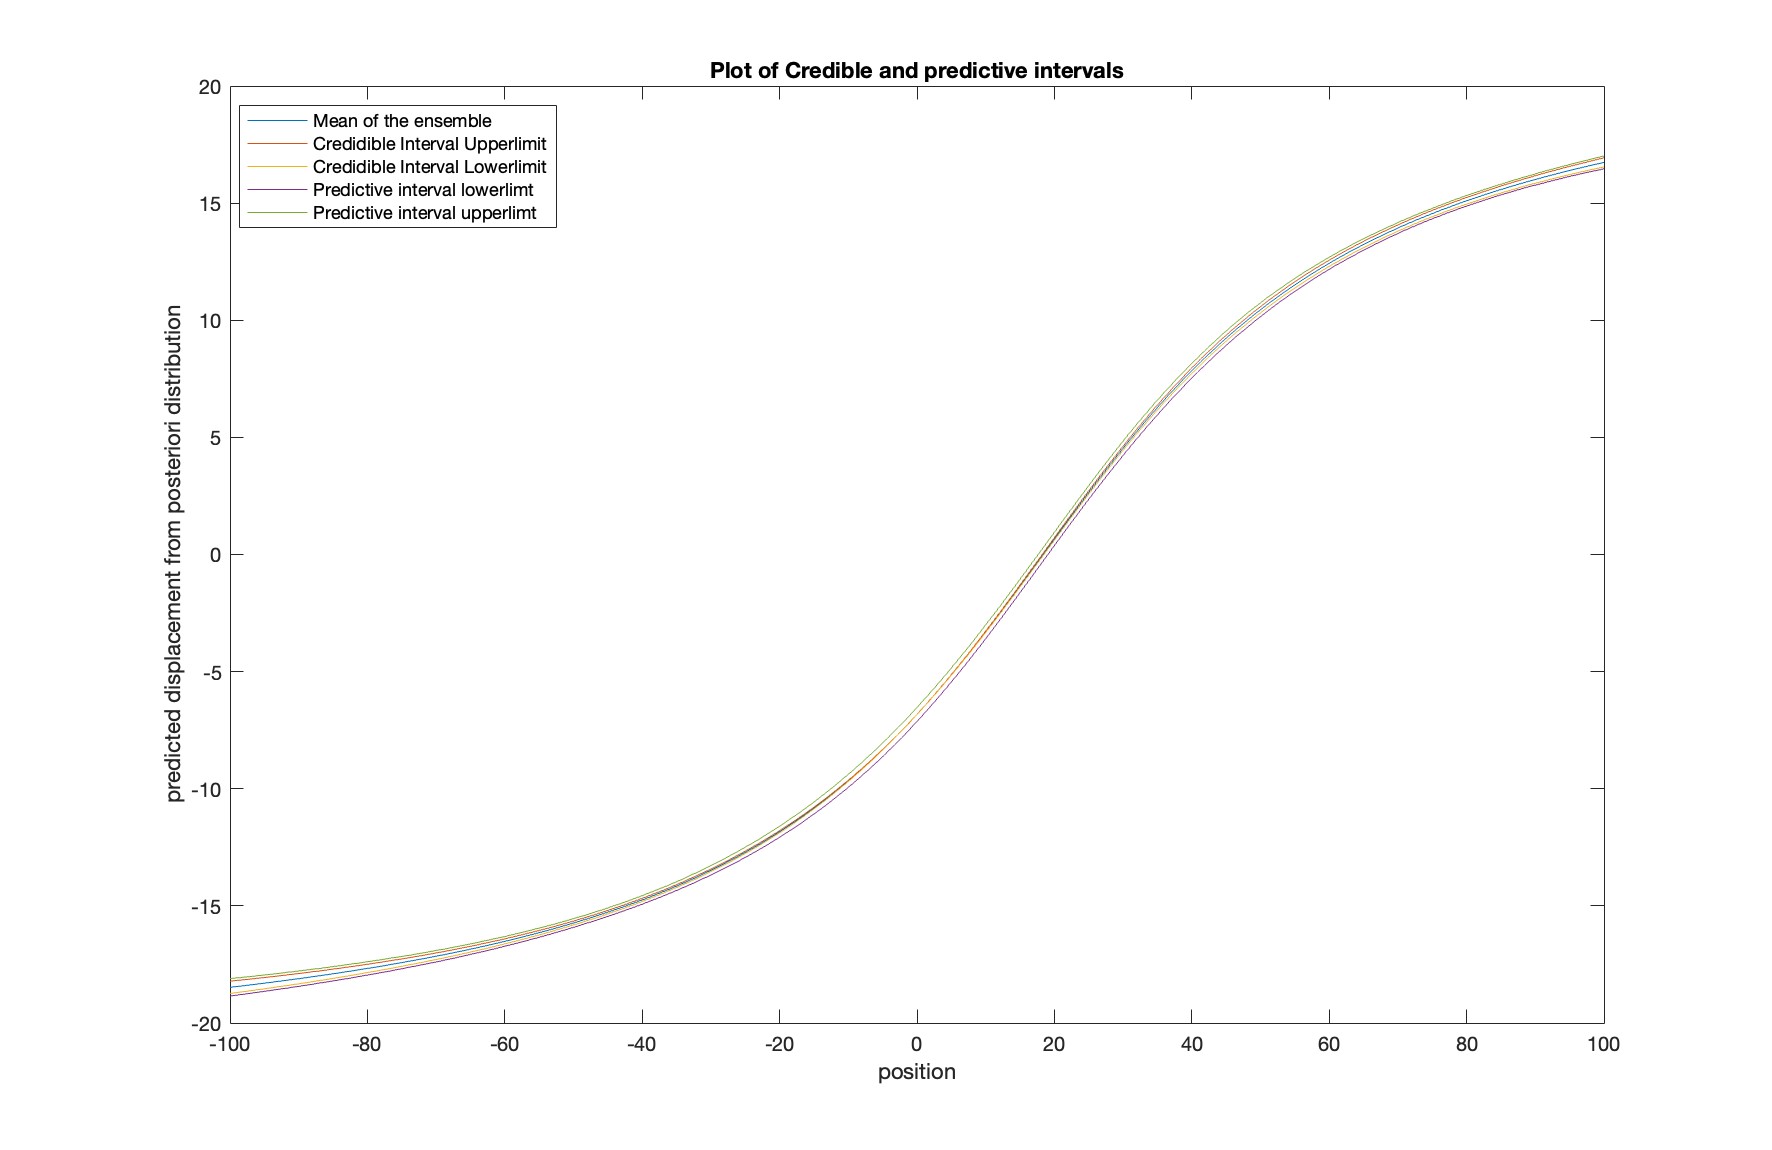 Plot of Credible and predictive intervals
20
15
10
5
0
-5
-10
-15
-20
Mean of the ensemble
Credidible Interval Upperlimit
Credidible Interval Lowerlimit
Predictive interval lowerlimt
Predictive interval upperlimt
predicted displacement from posteriori distribution
-100 -80 -60 -40 -20 0 20 40 60 80 100
position